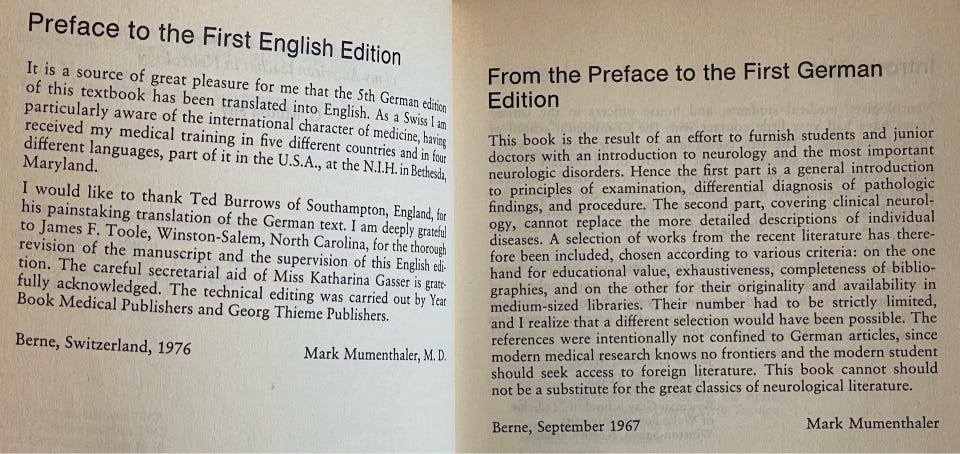 Preface to the First English Edition
It is a source of great pleasure for me that the 5th German edition
of this textbook has been translated into English. As a Swiss I am
particularly aware of the international character of medicine, having
received my medical training in five different countries and in four
different languages, part of it in the U.S.A., at the N.I.H. in Bethesda,
Maryland.
I would like to thank Ted Burrows of Southampton, England, for
his painstaking translation of the German text. I am deeply grateful
to James F. Toole, Winston-Salem, North Carolina, for the thorough
revision of the manuscript and the supervision of this English edi-
tion. The careful secretarial aid of Miss Katharina Gasser is grate-
fully acknowledged. The technical editing was carried out by Year
Book Medical Publishers and Georg Thieme Publishers.
Berne, Switzerland, 1976 Mark Mumenthaler, M. D.
From the Preface to the First German
Edition
This book is the result of an effort to furnish students and junior
doctors with an introduction to neurology and the most important
neurologic disorders. Hence the first part is a general introduction
to principles of examination, differential diagnosis of pathologic
findings, and procedure. The second part, covering clinical neurol-
ogy, cannot replace the more detailed descriptions of individual
diseases. A selection of works from the recent literature has there-
fore been included, chosen according to various criteria: on the one
hand for educational value, exhaustiveness, completeness of biblio-
graphies, and on the other for their originality and availability in
medium-sized libraries. Their number had to be strictly limited,
and I realize that a different selection would have been possible. The
references were intentionally not confined to German articles, since
modern medical research knows no frontiers and the modern student
should seek access to foreign literature. This book cannot should
not be a substitute for the great classics of neurological literature.
Berne, September 1967 Mark Mumenthaler